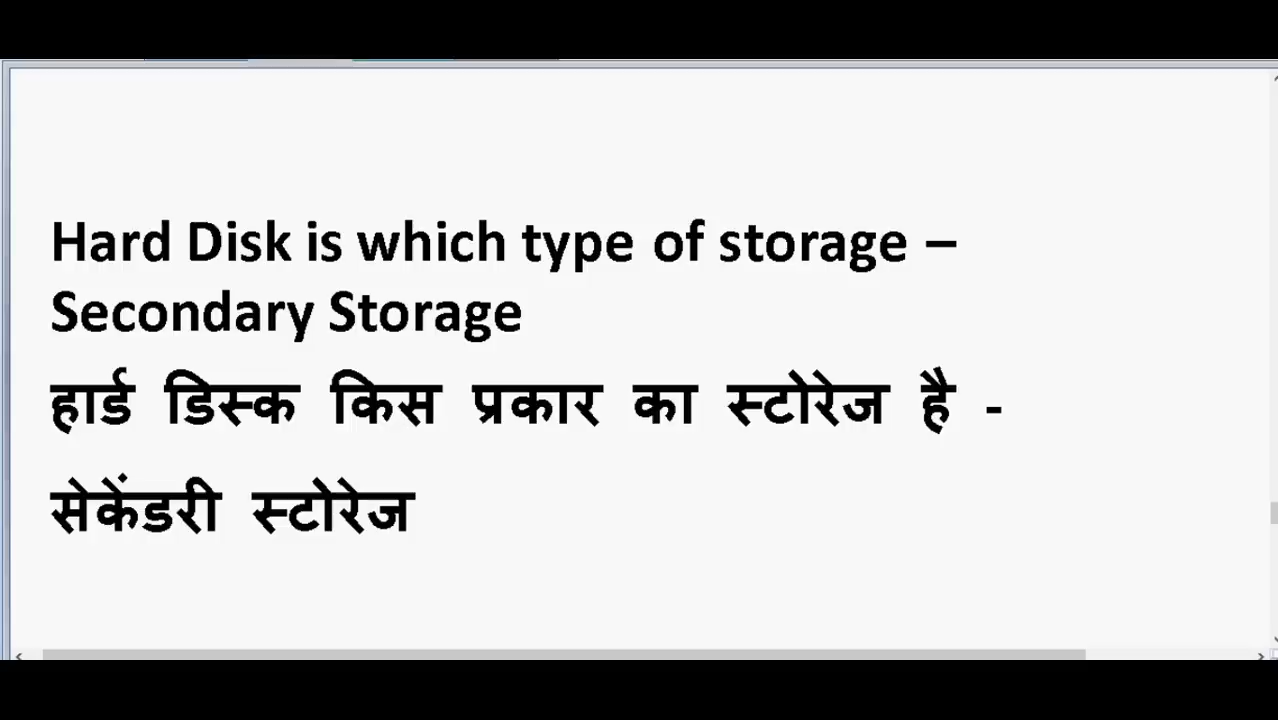 Hard Disk is which type of storage –
Secondary Storage
हार्ड डिस्क किस प्रकार का स्टोरेज है -
सेकेंडरी स्टोरेज